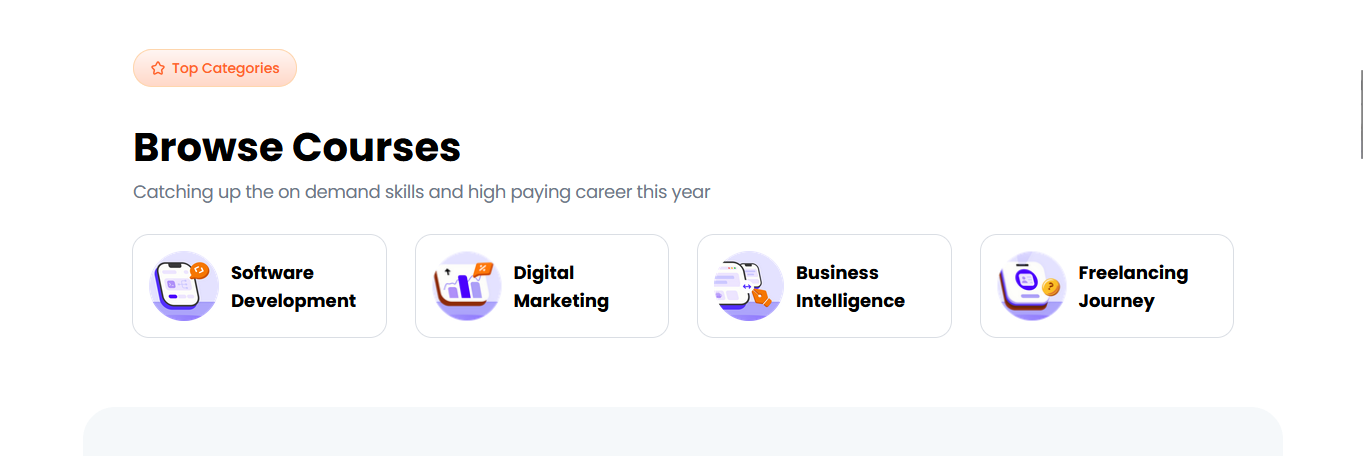 Top Categories
Browse Courses
Catching up the on demand skills and high paying career this year
Software
Development
Digital
Marketing
Business
Intelligence
Freelancing
Journey